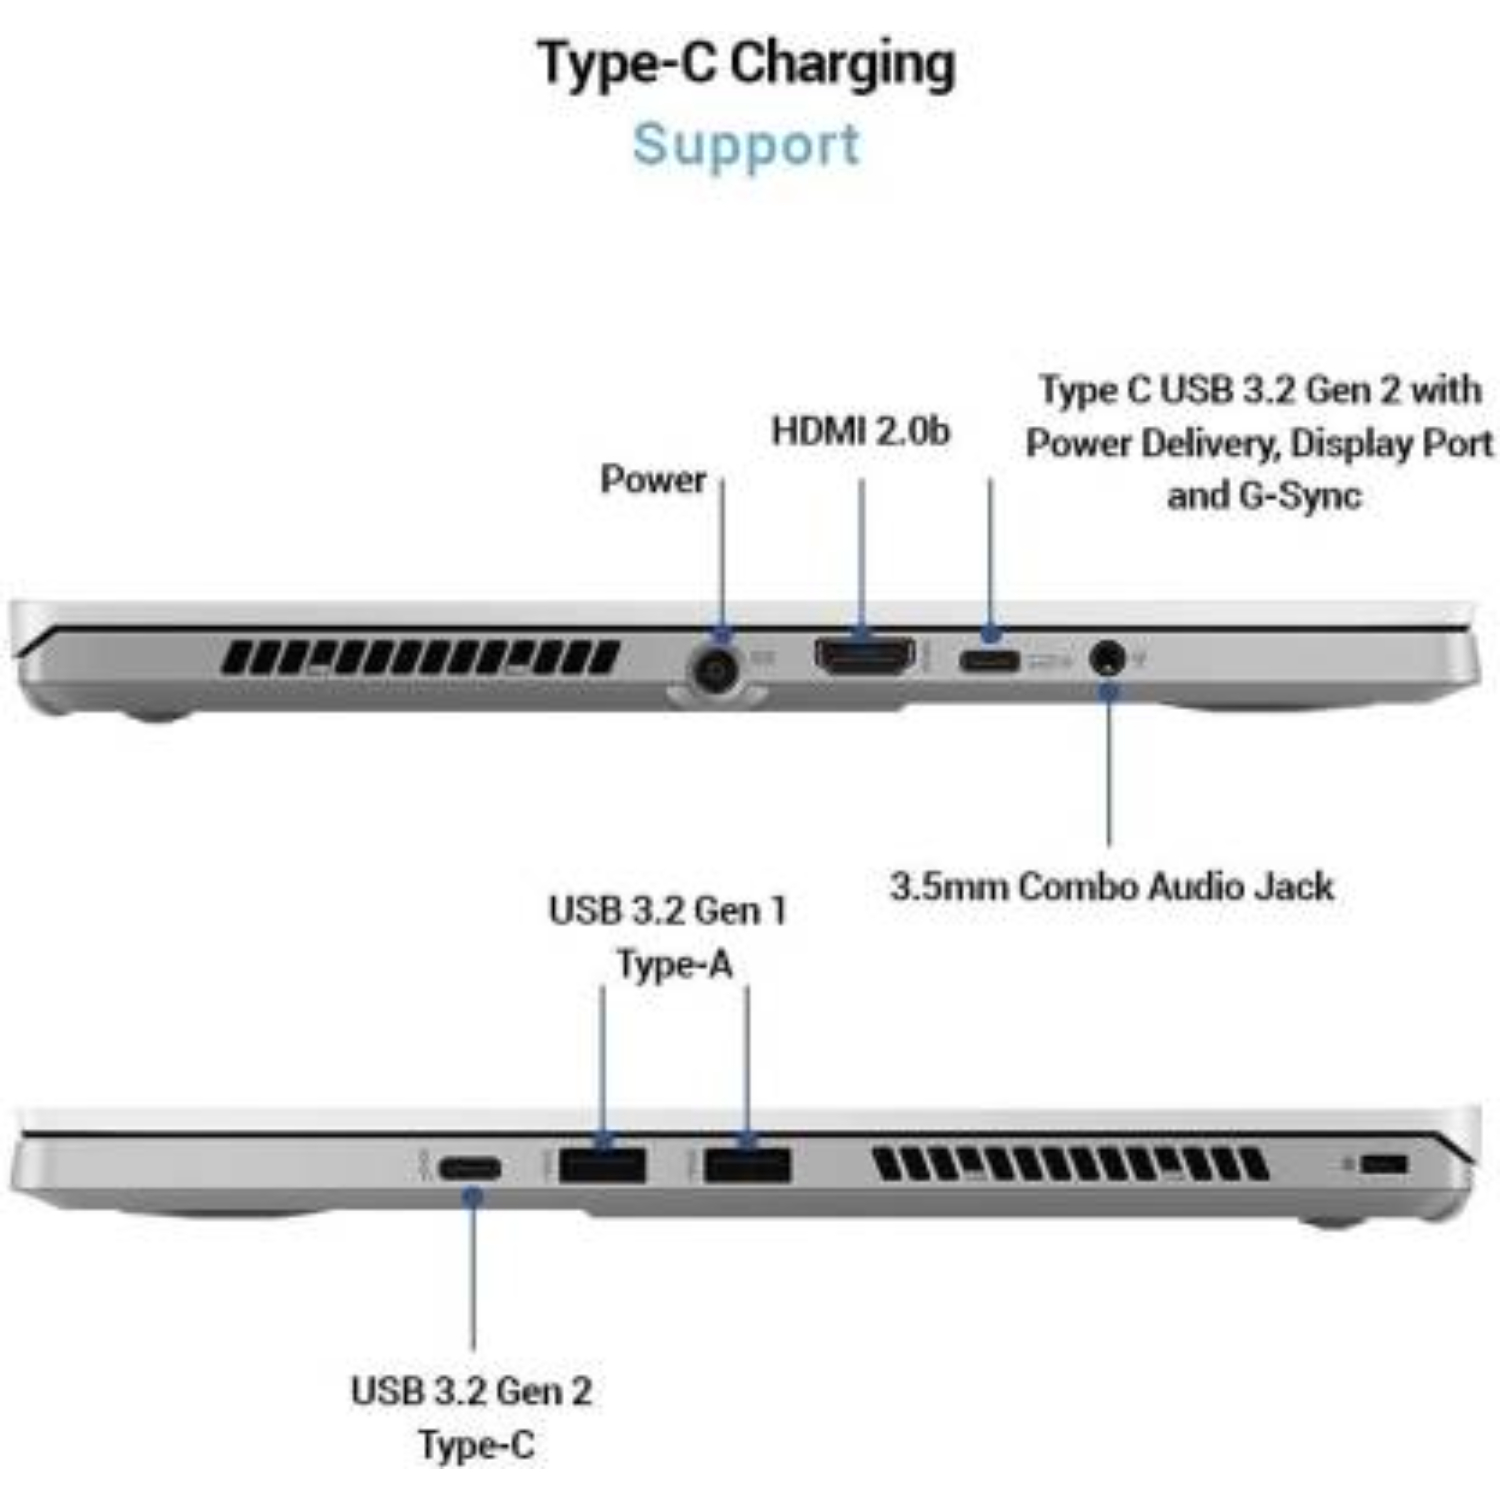 Type-C Charging
Support
Type C USB 3.2 Gen 2 with
Power Delivery, Display Port
and G-Sync
HDMI 2.0b
Power
3.5mm Combo Audio Jack
USB 3.2 Gen 1
Type-A
USB 3.2 Gen 2
Type-C